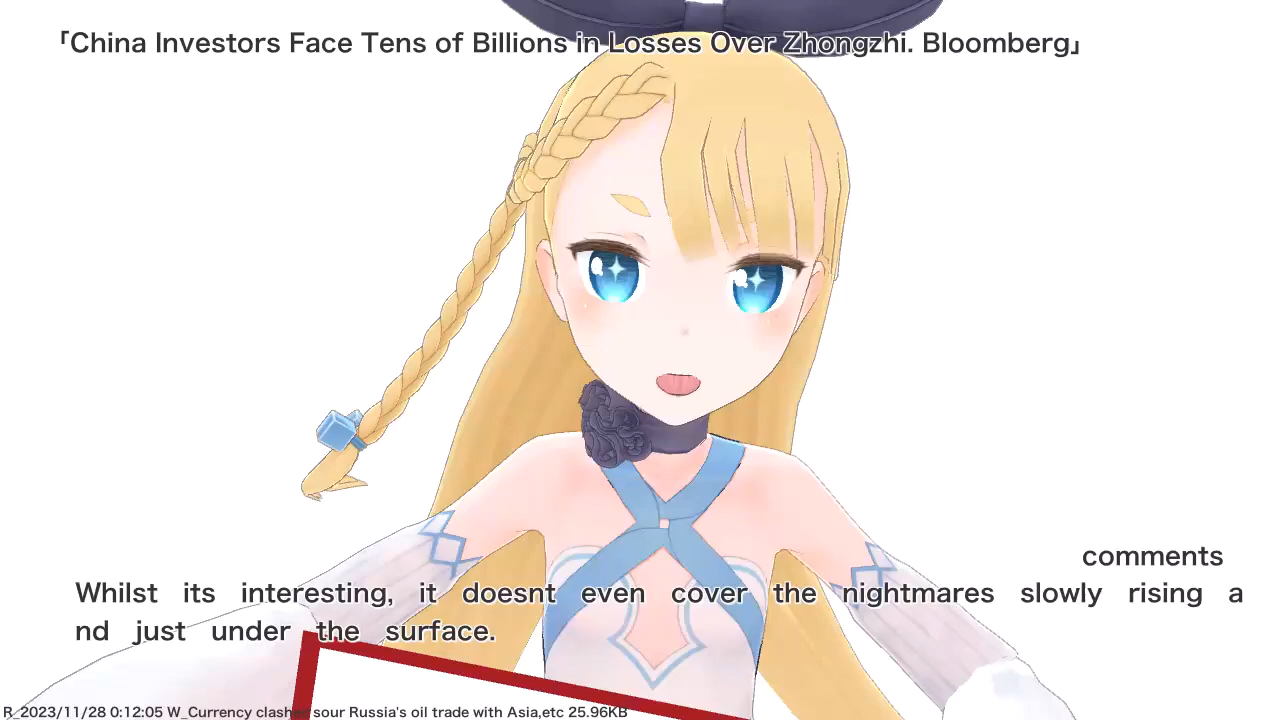 「China Investors Face Tens of Billions in Losses Over Zhongzhi. Bloomberg」
comments
Whilst its interesting, it doesnt even cover the nightmares slowly rising a
nd just under the surface.
R_2023/11/28 0:12:05 W_Currency clashes sour Russia's oil trade with Asia,etc 25.96KB